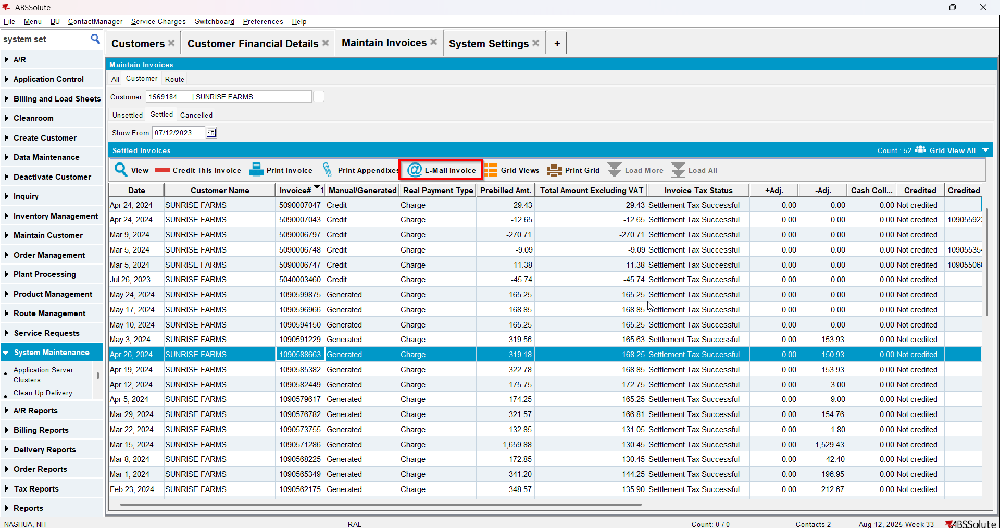 ABSSolute
File Menu BU ContactManager Service Charges Switchboard Preferences Help
system set
Customers Customer Financial Details Maintain Invoices System Settings +
A/R
Application Control
Billing and Load Sheets
Cleanroom
Create Customer
Data Maintenance
Deactivate Customer
Inquiry
Inventory Management
Maintain Customer
Order Management
Plant Processing
Product Management
Route Management
Service Requests
System Maintenance
Application Server
Clusters
Clean Up Delivery
A/R Reports
Billing Reports
Delivery Reports
Order Reports
Tax Reports
Reports
Maintain Invoices
All Customer Route
Customer 1569184 | SUNRISE FARMS ...
Unsettled Settled Cancelled
Show From 07/12/2023
Settled Invoices Count : 52 Grid View All
View Credit This Invoice Print Invoice Print Appendixes E-Mail Invoice Grid Views Print Grid Load More Load All
Date Customer Name Invoice# 1 Manual/Generated Real Payment Type Prebilled Amt. Total Amount Excluding VAT Invoice Tax Status +Adj. -Adj. Cash Coll... Credited Credited
Apr 24, 2024 SUNRISE FARMS 5090007047 Credit Charge -29.43 -29.43 Settlement Tax Successful 0.00 0.00 0.00 Not credited
Apr 24, 2024 SUNRISE FARMS 5090007043 Credit Charge -12.65 -12.65 Settlement Tax Successful 0.00 0.00 0.00 Not credited 10905592
Mar 9, 2024 SUNRISE FARMS 5090006797 Credit Charge -270.71 -270.71 Settlement Tax Successful 0.00 0.00 0.00 Not credited
Mar 5, 2024 SUNRISE FARMS 5090006748 Credit Charge -9.09 -9.09 Settlement Tax Successful 0.00 0.00 0.00 Not credited 10905535
Mar 5, 2024 SUNRISE FARMS 5090006747 Credit Charge -11.38 -11.38 Settlement Tax Successful 0.00 0.00 0.00 Not credited 10905506
Jul 26, 2023 SUNRISE FARMS 5040003460 Credit Charge -45.74 -45.74 Settlement Tax Successful 0.00 0.00 0.00 Not credited
May 24, 2024 SUNRISE FARMS 1090599875 Generated Charge 165.25 165.25 Settlement Tax Successful 0.00 0.00 0.00 Not credited
May 17, 2024 SUNRISE FARMS 1090596966 Generated Charge 168.85 168.85 Settlement Tax Successful 0.00 0.00 0.00 Not credited
May 10, 2024 SUNRISE FARMS 1090594150 Generated Charge 165.25 165.25 Settlement Tax Successful 0.00 0.00 0.00 Not credited
May 3, 2024 SUNRISE FARMS 1090591229 Generated Charge 319.56 165.63 Settlement Tax Successful 0.00 153.93 0.00 Not credited
Apr 26, 2024 SUNRISE FARMS 1090588663 Generated Charge 319.18 168.25 Settlement Tax Successful 0.00 150.93 0.00 Not credited
Apr 19, 2024 SUNRISE FARMS 1090585382 Generated Charge 322.78 168.85 Settlement Tax Successful 0.00 153.93 0.00 Not credited
Apr 12, 2024 SUNRISE FARMS 1090582449 Generated Charge 175.75 172.75 Settlement Tax Successful 0.00 3.00 0.00 Not credited
Apr 5, 2024 SUNRISE FARMS 1090579617 Generated Charge 174.25 165.25 Settlement Tax Successful 0.00 9.00 0.00 Not credited
Mar 29, 2024 SUNRISE FARMS 1090576782 Generated Charge 321.57 166.81 Settlement Tax Successful 0.00 154.76 0.00 Not credited
Mar 22, 2024 SUNRISE FARMS 1090573755 Generated Charge 132.85 131.05 Settlement Tax Successful 0.00 1.80 0.00 Not credited
Mar 15, 2024 SUNRISE FARMS 1090571286 Generated Charge 1,659.88 130.45 Settlement Tax Successful 0.00 1,529.43 0.00 Not credited
Mar 8, 2024 SUNRISE FARMS 1090568225 Generated Charge 172.85 130.45 Settlement Tax Successful 0.00 42.40 0.00 Not credited
Mar 1, 2024 SUNRISE FARMS 1090565349 Generated Charge 341.20 144.25 Settlement Tax Successful 0.00 196.95 0.00 Not credited
Feb 23, 2024 SUNRISE FARMS 1090562175 Generated Charge 348.57 135.90 Settlement Tax Successful 0.00 212.67 0.00 Not credited
NASHUA, NH - - RAL Count: 0 / 0 Contacts 2 Aug 12, 2025 Week 33 ABSSolute